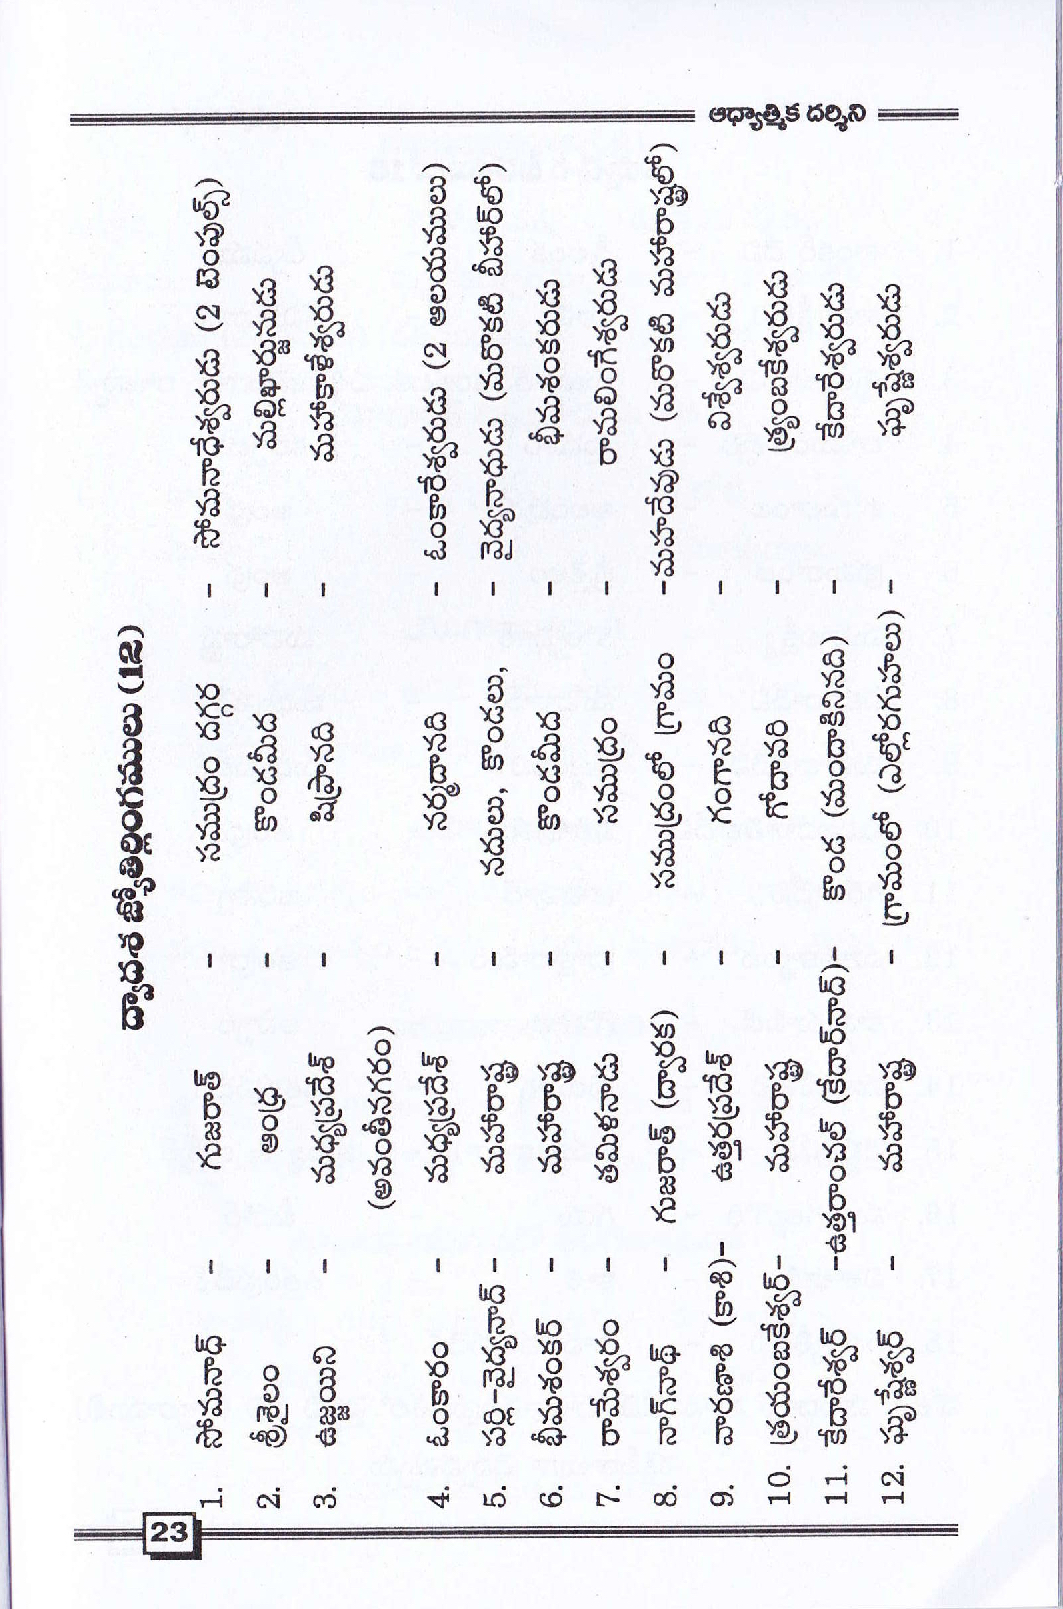 ఆధ్యాత్మిక దర్శిని
ద్వాదశ జ్యోతిర్లింగములు (12)
1. సోమనాథ్ - గుజరాత్ - సముద్రం దగ్గర - సోమనాధేశ్వరుడు (2 టెంపుల్స్)
2. శ్రీశైలం - ఆంధ్ర - కొండమీద - మల్లిఖార్జునుడు
3. ఉజ్జయిని - మధ్యప్రదేశ్ - షిప్రానది - మహాకాళేశ్వరుడు
(అవంతీనగరం)
4. ఓంకారం - మధ్యప్రదేశ్ - నర్మదానది - ఓంకారేశ్వరుడు (2 ఆలయములు)
5. పర్లి-వైద్యనాద్ - మహారాష్ట్ర - నదులు, కొండలు, - వైద్యనాధుడు (మరొకటి బీహార్‌లో)
6. భీమశంకర్ - మహారాష్ట్ర - కొండమీద - భీమశంకరుడు
7. రామేశ్వరం - తమిళనాడు - సముద్రం - రామలింగేశ్వరుడు
8. నాగ్‌నాథ్ - గుజరాత్ (ద్వారక) - సముద్రంలో గ్రామం - మహదేవుడు (మరాకటి మహారాష్ట్రలో)
9. వారణాశి (కాశి) - ఉత్తరప్రదేశ్ - గంగానది - విశ్వేశ్వరుడు
10. త్రయంబకేశ్వర్ - మహారాష్ట్ర - గోదావరి - త్ర్యంబకేశ్వరుడు
11. కేదారేశ్వర్ - ఉత్తరాంచల్ (కేదార్‌నాద్) - కొండ (మందాకినినది) - కేదారేశ్వరుడు
12. ఘృష్ణేశ్వర్ - మహారాష్ట్ర - గ్రామంలో (ఎల్లోరగుహలు) - ఘృష్ణేశ్వరుడు
23